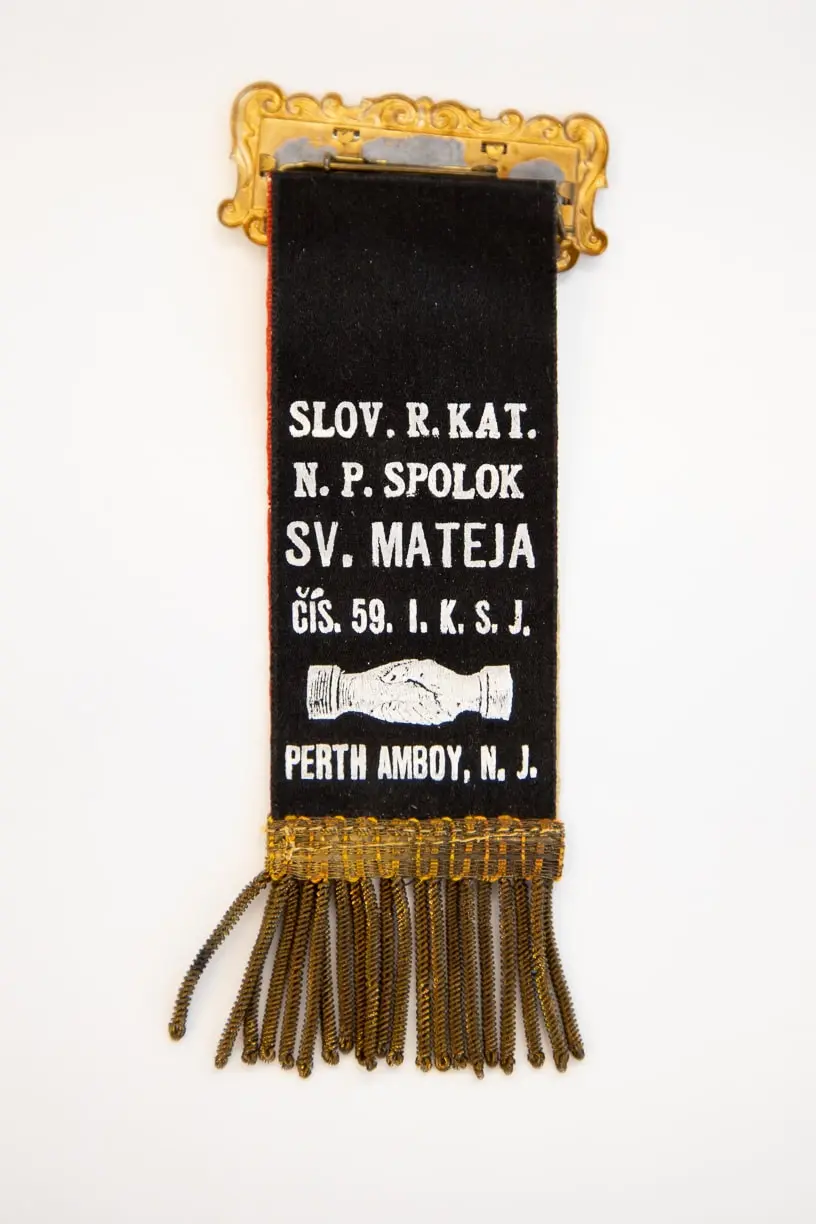 SLOV. R. KAT.
N. P. SPOLOK
SV. MATEJA
ČÍS. 59. I. K. S. J.
PERTH AMBOY, N. J.